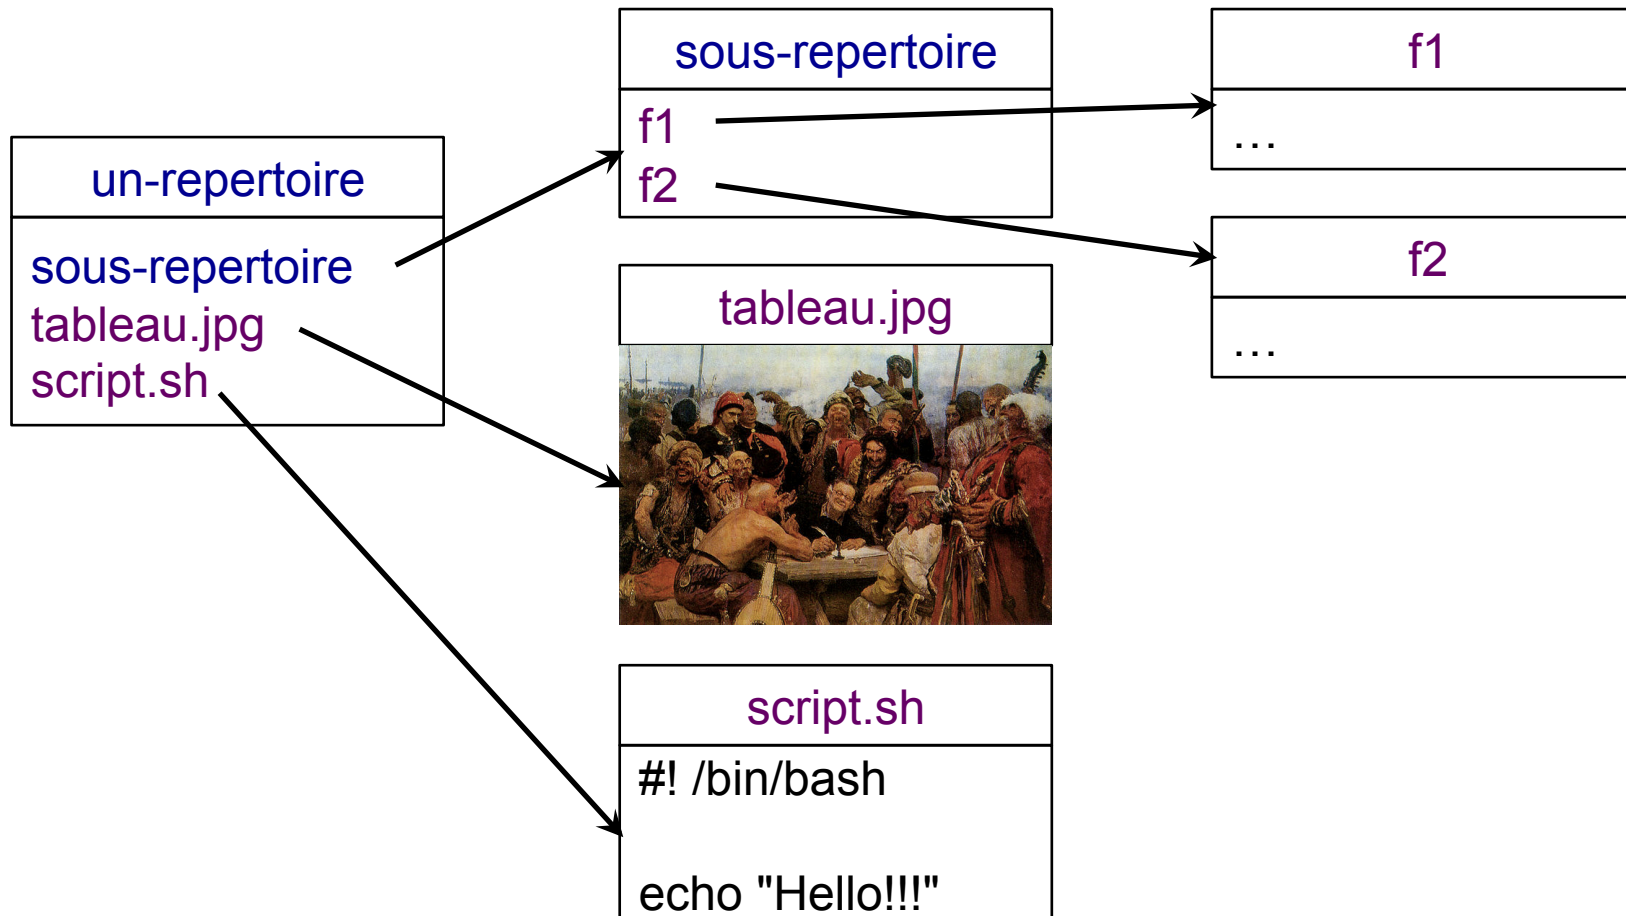 un-repertoire
sous-repertoire
tableau.jpg
script.sh
sous-repertoire
f1
f2
f1
...
f2
...
tableau.jpg
script.sh
#! /bin/bash
echo "Hello!!!"